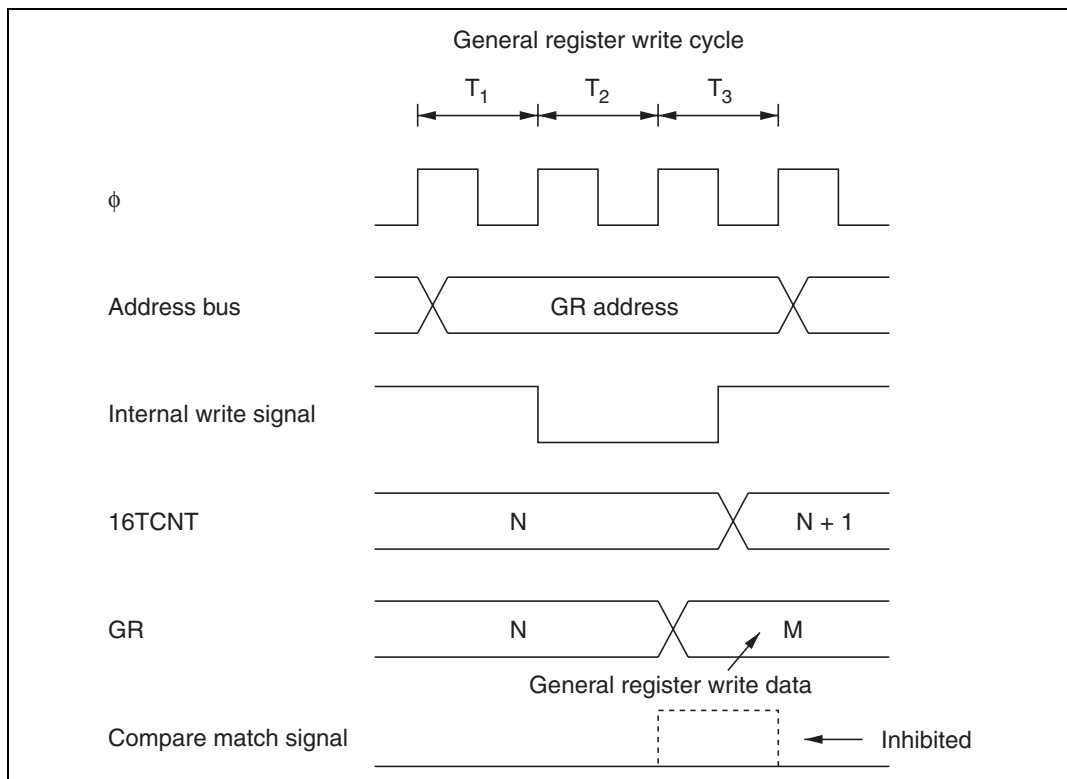 General register write cycle
T1 T2 T3
φ
Address bus
GR address
Internal write signal
16TCNT
N
N + 1
GR
N
M
General register write data
Compare match signal
Inhibited